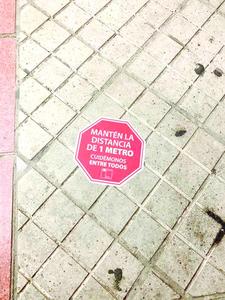 MANTÉN LA
DISTANCIA
DE 1 METRO
CUIDÉMONOS
ENTRE TODOS